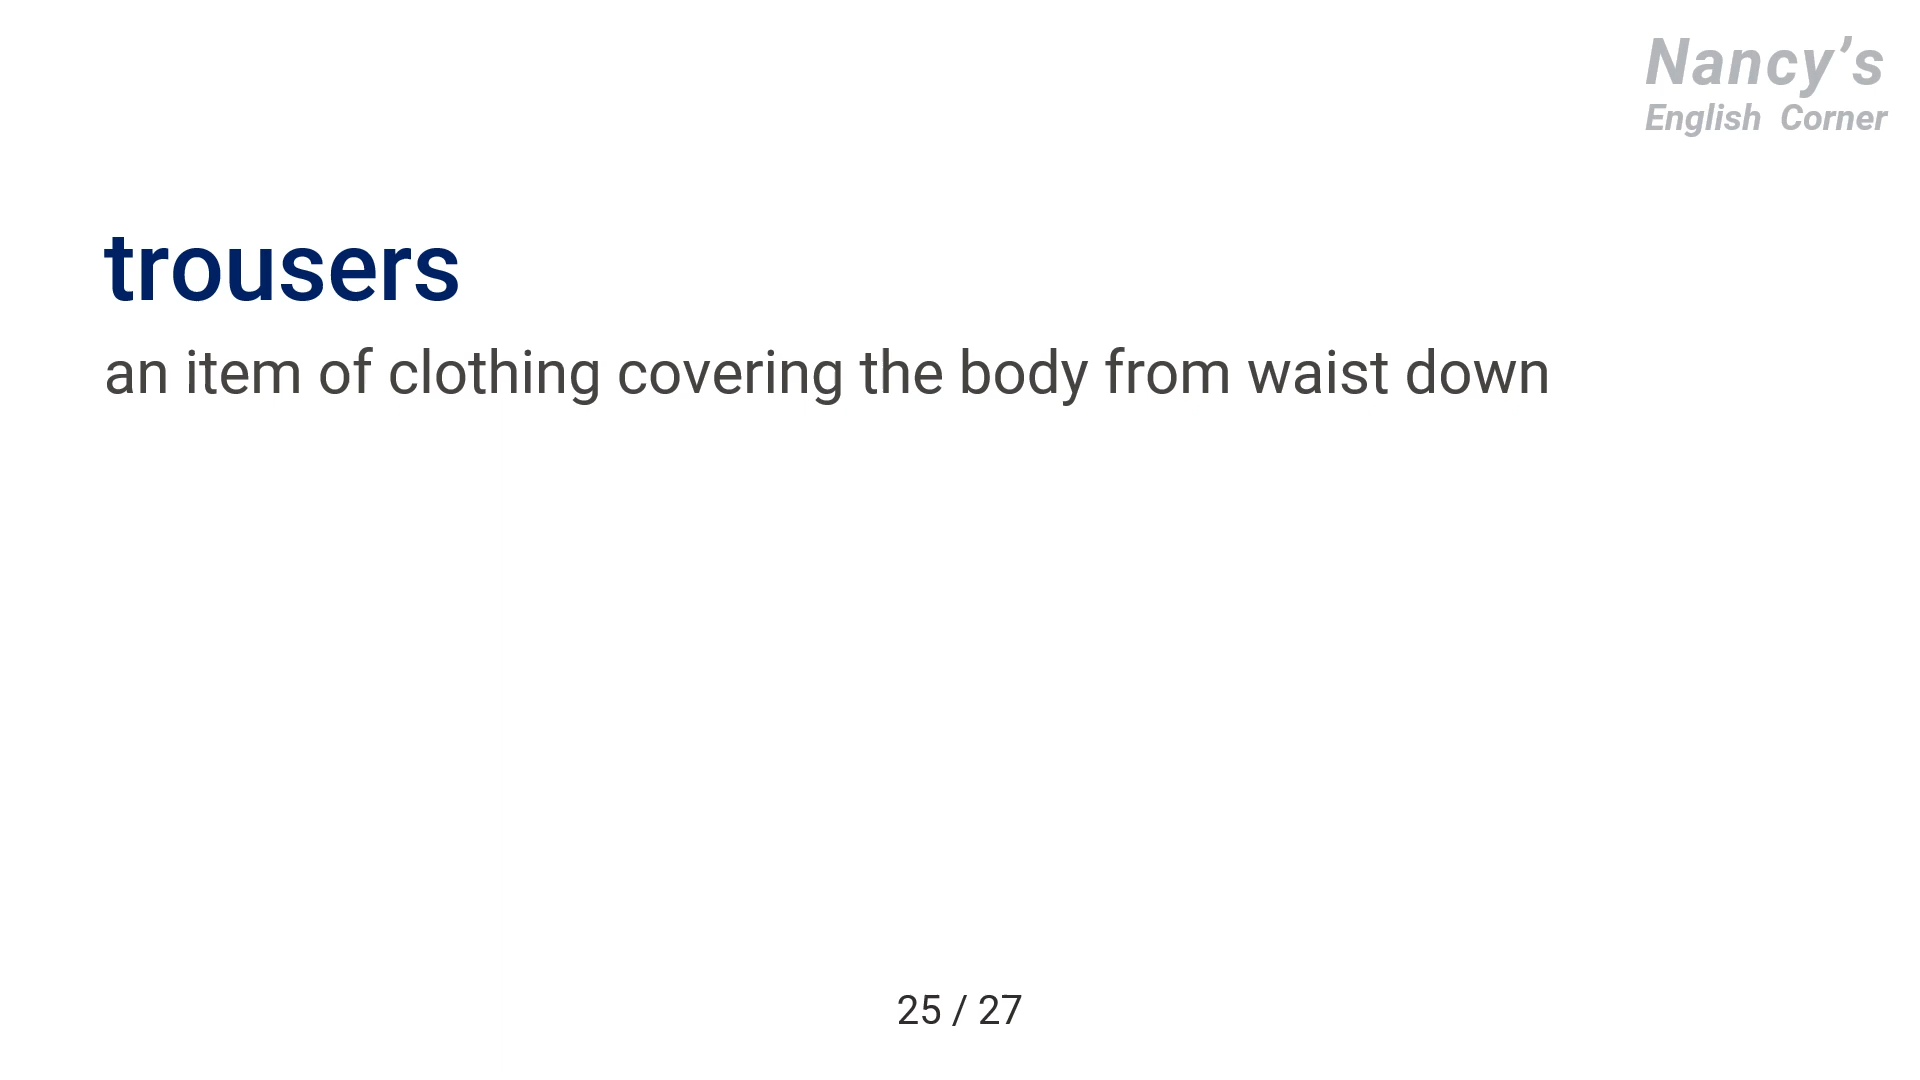 Nancy’s
English Corner
trousers
an item of clothing covering the body from waist down
25 / 27